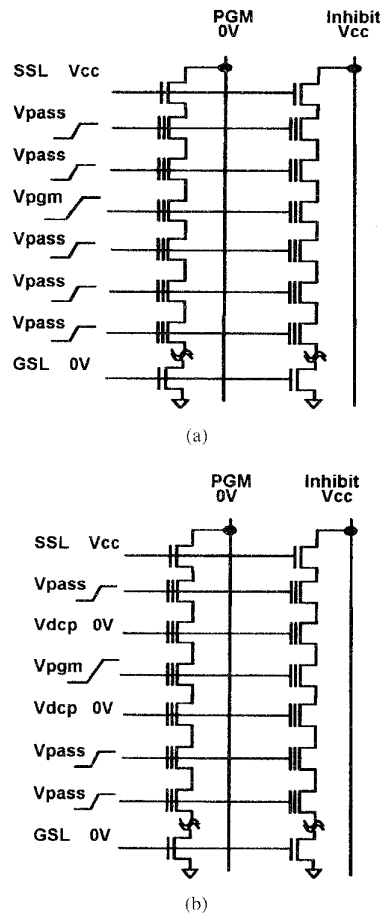 PGM Inhibit
0V Vcc
SSL Vcc
Vpass
Vpass
Vpgm
Vpass
Vpass
Vpass
GSL 0V
(a)
PGM Inhibit
0V Vcc
SSL Vcc
Vpass
Vdcp 0V
Vpgm
Vdcp 0V
Vpass
Vpass
GSL 0V
(b)